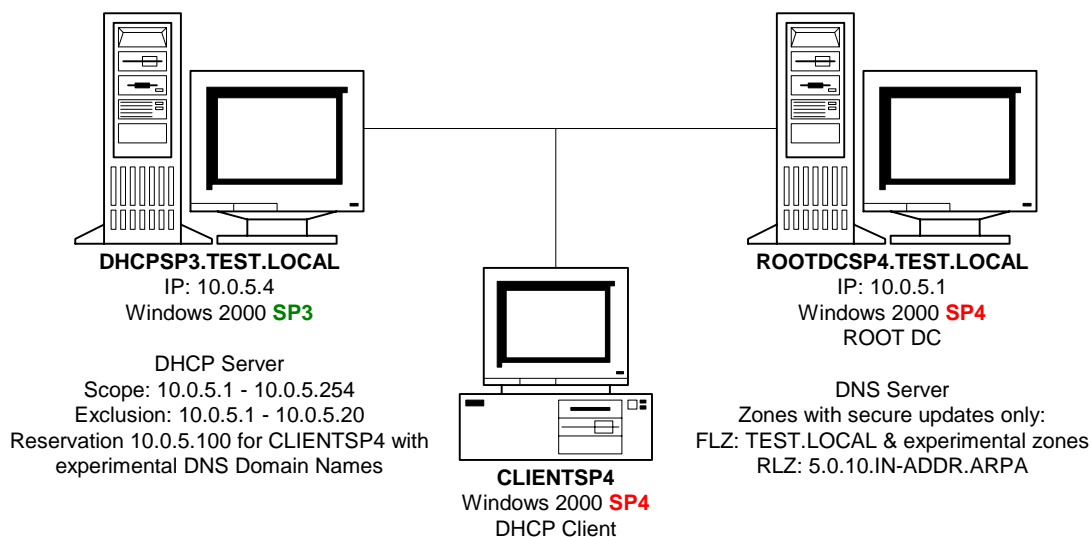 DHCPSP3.TEST.LOCAL
IP: 10.0.5.4
Windows 2000 SP3
DHCP Server
Scope: 10.0.5.1 - 10.0.5.254
Exclusion: 10.0.5.1 - 10.0.5.20
Reservation 10.0.5.100 for CLIENTSP4 with
experimental DNS Domain Names
CLIENTSP4
Windows 2000 SP4
DHCP Client
ROOTDCSP4.TEST.LOCAL
IP: 10.0.5.1
Windows 2000 SP4
ROOT DC
DNS Server
Zones with secure updates only:
FLZ: TEST.LOCAL & experimental zones
RLZ: 5.0.10.IN-ADDR.ARPA